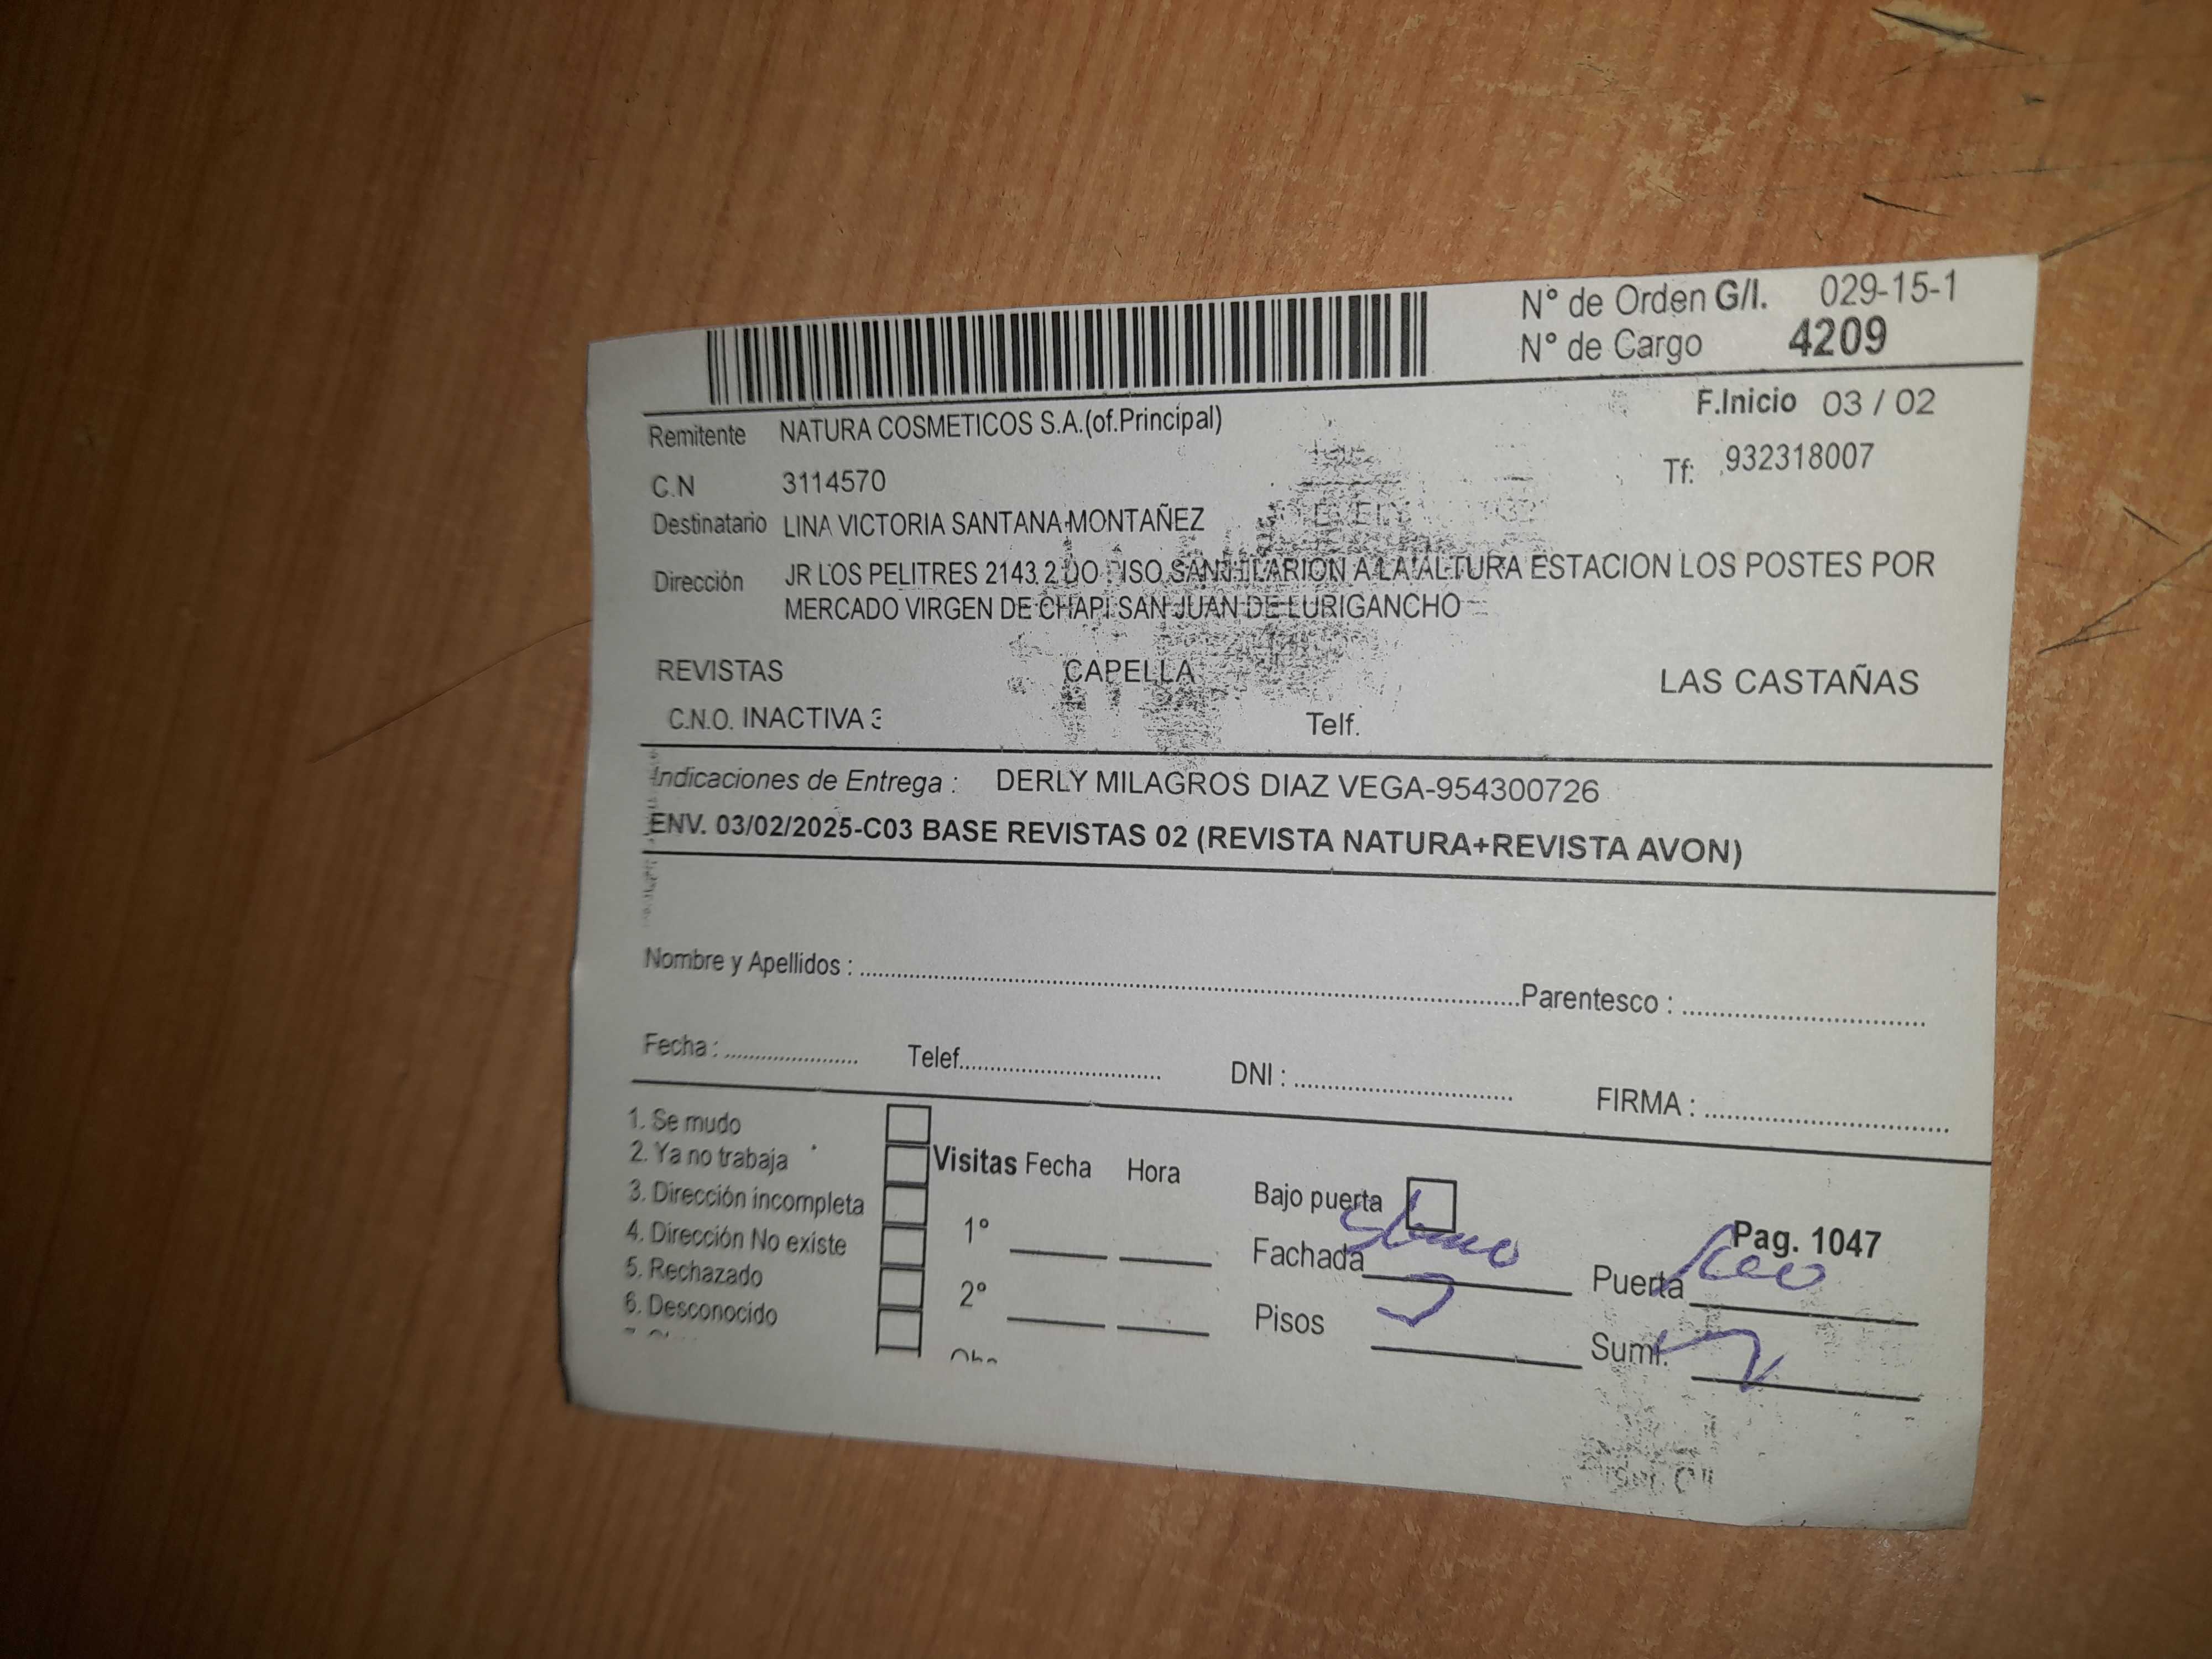 N° de Orden G/I. 029-15-1
N° de Cargo 4209
F.Inicio 03 / 02
Remitente NATURA COSMETICOS S.A.(of.Principal)
Tf: 932318007
C.N 3114570
Destinatario LINA VICTORIA SANTANA MONTAÑEZ
Dirección JR LOS PELITRES 2143 2 DO PISO SAN HILARION A LA ALTURA ESTACION LOS POSTES POR
MERCADO VIRGEN DE CHAPI SAN JUAN DE LURIGANCHO
REVISTAS CAPELLA LAS CASTAÑAS
C.N.O. INACTIVA 3 Telf.
Indicaciones de Entrega : DERLY MILAGROS DIAZ VEGA-954300726
ENV. 03/02/2025-C03 BASE REVISTAS 02 (REVISTA NATURA+REVISTA AVON)
Nombre y Apellidos : Parentesco :
Fecha : Telef. DNI : FIRMA :
1. Se mudo
2. Ya no trabaja
3. Dirección incompleta
4. Dirección No existe
5. Rechazado
6. Desconocido
Visitas Fecha Hora
1°
2°
Bajo puerta
Pag. 1047
Fachada
Puerta
Pisos
Sumi.